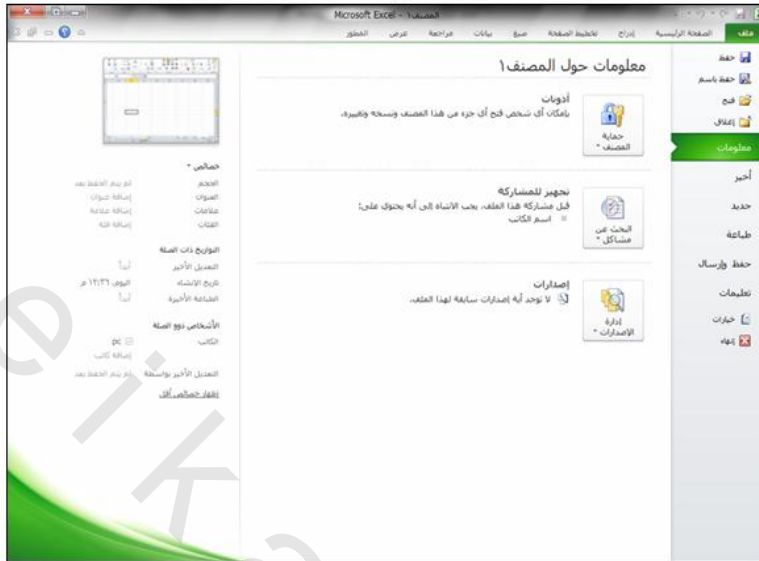 المصنف١ - Microsoft Excel
ملف الصفحة الرئيسية إدراج تخطيط الصفحة صيغ بيانات مراجعة عرض المطور
حفظ
حفظ باسم
فتح
إغلاق
معلومات
أخير
جديد
طباعة
حفظ وإرسال
تعليمات
خيارات
إنهاء
معلومات حول المصنف١
حماية
المصنف
أذونات
بإمكان أي شخص فتح أي جزء من هذا المصنف ونسخه وتغييره.
البحث عن
مشاكل
تجهيز للمشاركة
قبل مشاركة هذا الملف، يجب الانتباه إلى أنه يحتوي على:
اسم الكاتب
إدارة
الإصدارات
إصدارات
لا توجد أية إصدارات سابقة لهذا الملف.
خصائص
الحجم لم يتم الحفظ بعد
العنوان إضافة عنوان
علامات إضافة علامة
الفئات إضافة فئة
التواريخ ذات الصلة
التعديل الأخير أبداً
تاريخ الإنشاء اليوم، ١٢:٣٦ م
الطباعة الأخيرة أبداً
الأشخاص ذوو الصلة
الكاتب pc
إضافة كاتب
التعديل الأخير بواسطة لم يتم الحفظ بعد
إظهار خصائص أقل